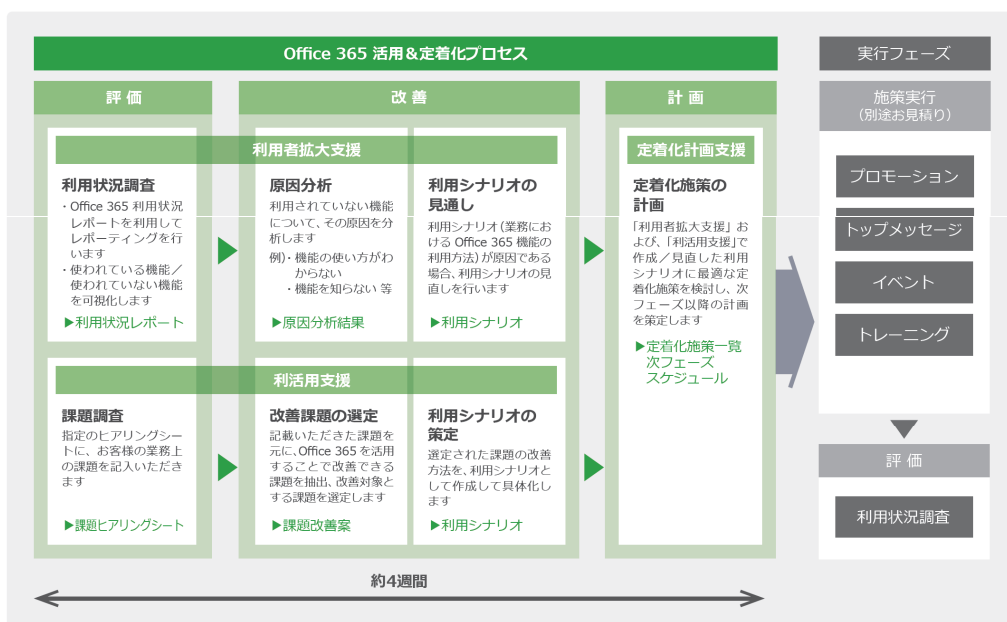 Office 365 活用＆定着化プロセス
評 価
改 善
計 画
利用者拡大支援
利用状況調査
・Office 365 利用状況
レポートを利用して
レポーティングを行
います
・使われている機能／
使われていない機能
を可視化します
▶利用状況レポート
原因分析
利用されていない機能
について、その原因を分
析します
例）・機能の使い方がわ
からない
・機能を知らない 等
▶原因分析結果
利用シナリオの
見通し
利用シナリオ（業務にお
ける Office 365 機能の
利用方法）が原因である
場合、利用シナリオの見
直しを行います
▶利用シナリオ
定着化計画支援
定着化施策の
計画
「利用者拡大支援」お
よび、「利活用支援」で
作成／見直した利用
シナリオに最適な定
着化施策を検討し、次
フェーズ以降の計画
を策定します
▶定着化施策一覧
次フェーズ
スケジュール
利活用支援
課題調査
指定のヒアリングシー
トに、お客様の業務上
の課題を記入いただき
ます
▶課題ヒアリングシート
改善課題の選定
記載いただきた課題を
元に、Office 365 を活用
することで改善できる
課題を抽出、改善対象と
する課題を選定します
▶課題改善案
利用シナリオの
策定
選定された課題の改善
方法を、利用シナリオと
して作成して具体化し
ます
▶利用シナリオ
約4週間
実行フェーズ
施策実行
（別途お見積り）
プロモーション
トップメッセージ
イベント
トレーニング
評 価
利用状況調査